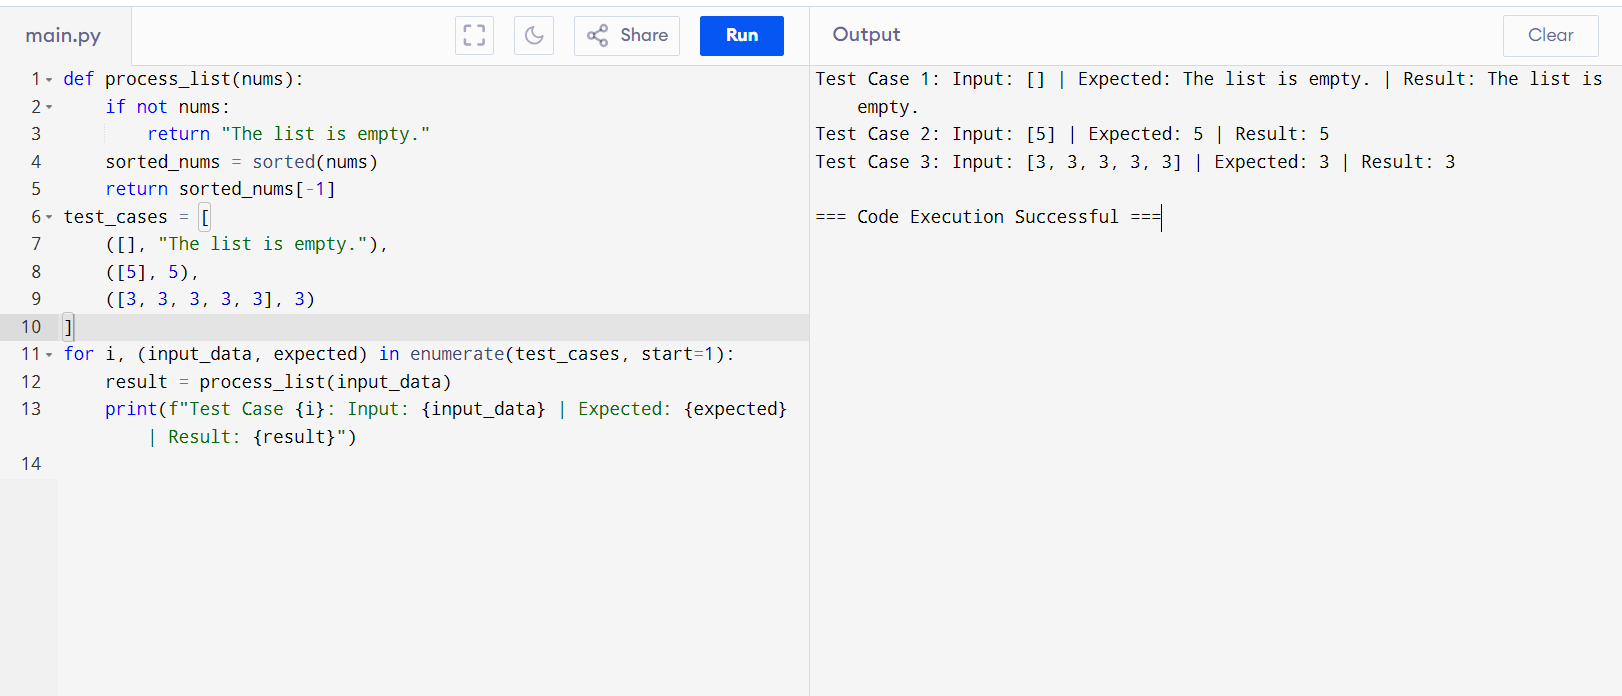 main.py
Share
Run
Output
Clear
1 def process_list(nums):
2     if not nums:
3         return "The list is empty."
4     sorted_nums = sorted(nums)
5     return sorted_nums[-1]
6 test_cases = [
7     ([], "The list is empty."),
8     ([5], 5),
9     ([3, 3, 3, 3, 3], 3)
10 ]
11 for i, (input_data, expected) in enumerate(test_cases, start=1):
12     result = process_list(input_data)
13     print(f"Test Case {i}: Input: {input_data} | Expected: {expected}
        | Result: {result}")
14
Test Case 1: Input: [] | Expected: The list is empty. | Result: The list is
    empty.
Test Case 2: Input: [5] | Expected: 5 | Result: 5
Test Case 3: Input: [3, 3, 3, 3, 3] | Expected: 3 | Result: 3
=== Code Execution Successful ===